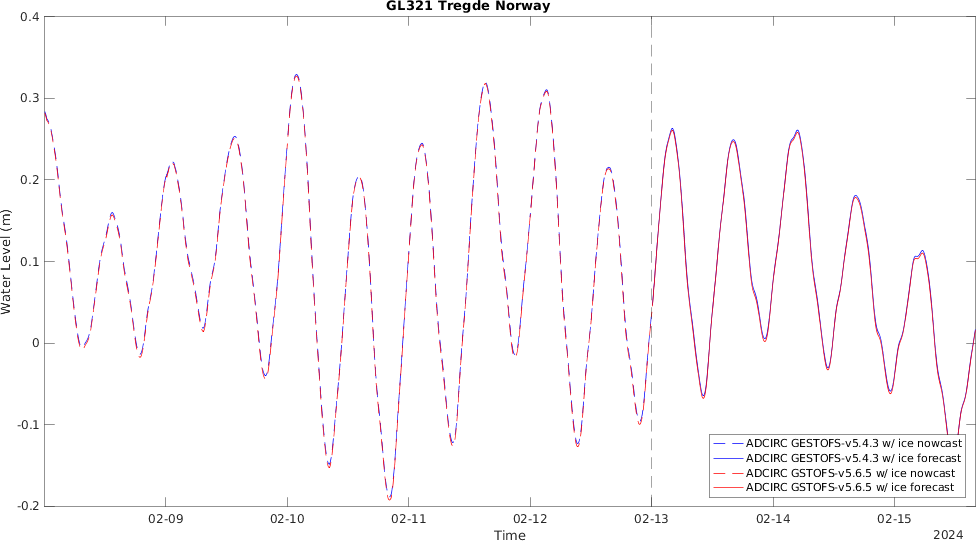 GL321 Tregde Norway
0.4
0.3
0.2
0.1
0
-0.1
-0.2
Water Level (m)
02-09
02-10
02-11
02-12
02-13
02-14
02-15
Time
2024
ADCIRC GESTOFS-v5.4.3 w/ ice nowcast
ADCIRC GESTOFS-v5.4.3 w/ ice forecast
ADCIRC GSTOFS-v5.6.5 w/ ice nowcast
ADCIRC GSTOFS-v5.6.5 w/ ice forecast